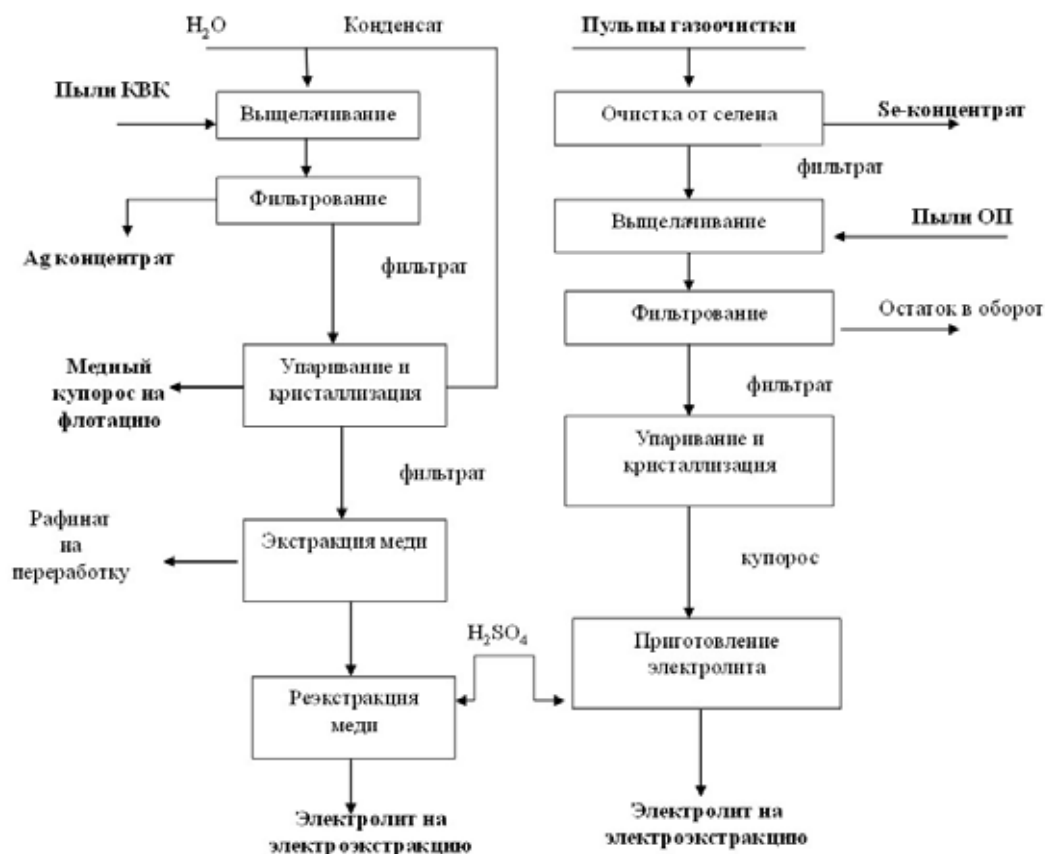 H₂O
Конденсат
Пыли КВК
Выщелачивание
Фильтрование
Ag концентрат
фильтрат
Медный
купорос на
флотацию
Упаривание и
кристаллизация
фильтрат
Рафинат
на
переработку
Экстракция меди
H₂SO₄
Реэкстракция
меди
Электролит на
электроэкстракцию
Пульпы газоочистки
Очистка от селена
Se-концентрат
фильтрат
Выщелачивание
Пыли ОП
Фильтрование
Остаток в оборот
фильтрат
Упаривание и
кристаллизация
купорос
Приготовление
электролита
Электролит на
электроэкстракцию